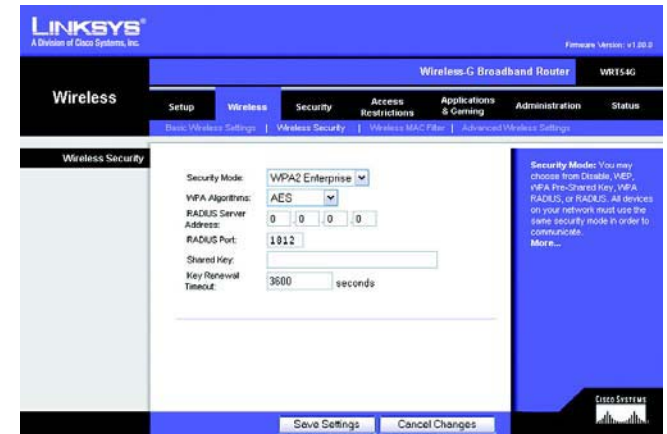 LINKSYS®
A Division of Cisco Systems, Inc.
Firmware Version: v1.00.0
Wireless-G Broadband Router WRT54G
Wireless
Setup Wireless Security Access Restrictions Applications & Gaming Administration Status
Basic Wireless Settings | Wireless Security | Wireless MAC Filter | Advanced Wireless Settings
Wireless Security
Security Mode: WPA2 Enterprise
WPA Algorithms: AES
RADIUS Server Address: 0 . 0 . 0 . 0
RADIUS Port: 1812
Shared Key:
Key Renewal Timeout: 3600 seconds
Security Mode: You may
choose from Disable, WEP,
WPA Pre-Shared Key, WPA
RADIUS, or RADIUS. All devices
on your network must use the
same security mode in order to
communicate.
More...
Save Settings Cancel Changes
CISCO SYSTEMS